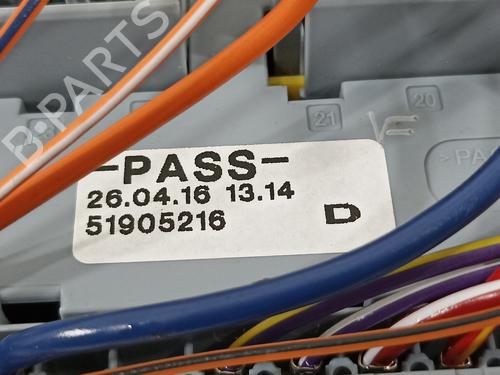 B-PARTS
20
21
-PASS-
>PA
26.04.16 13.14
51905216
D